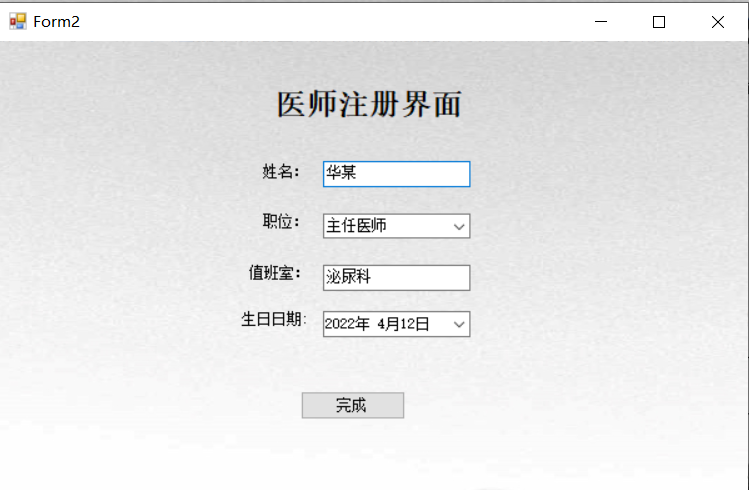 Form2
医师注册界面
姓名： 华某
职位： 主任医师
值班室： 泌尿科
生日日期: 2022年 4月12日
完成